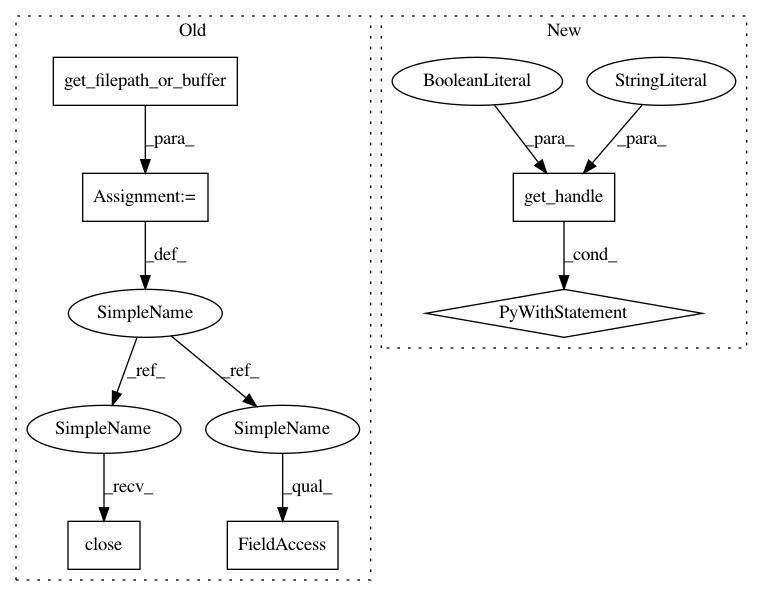 Old
New
get_filepath_or_buffer
BooleanLiteral
StringLiteral
_para_
_para_
_para_
Assignment:=
get_handle
_def_
_cond_
SimpleName
PyWithStatement
_ref_
_ref_
SimpleName
SimpleName
_recv_
_qual_
close
FieldAccess